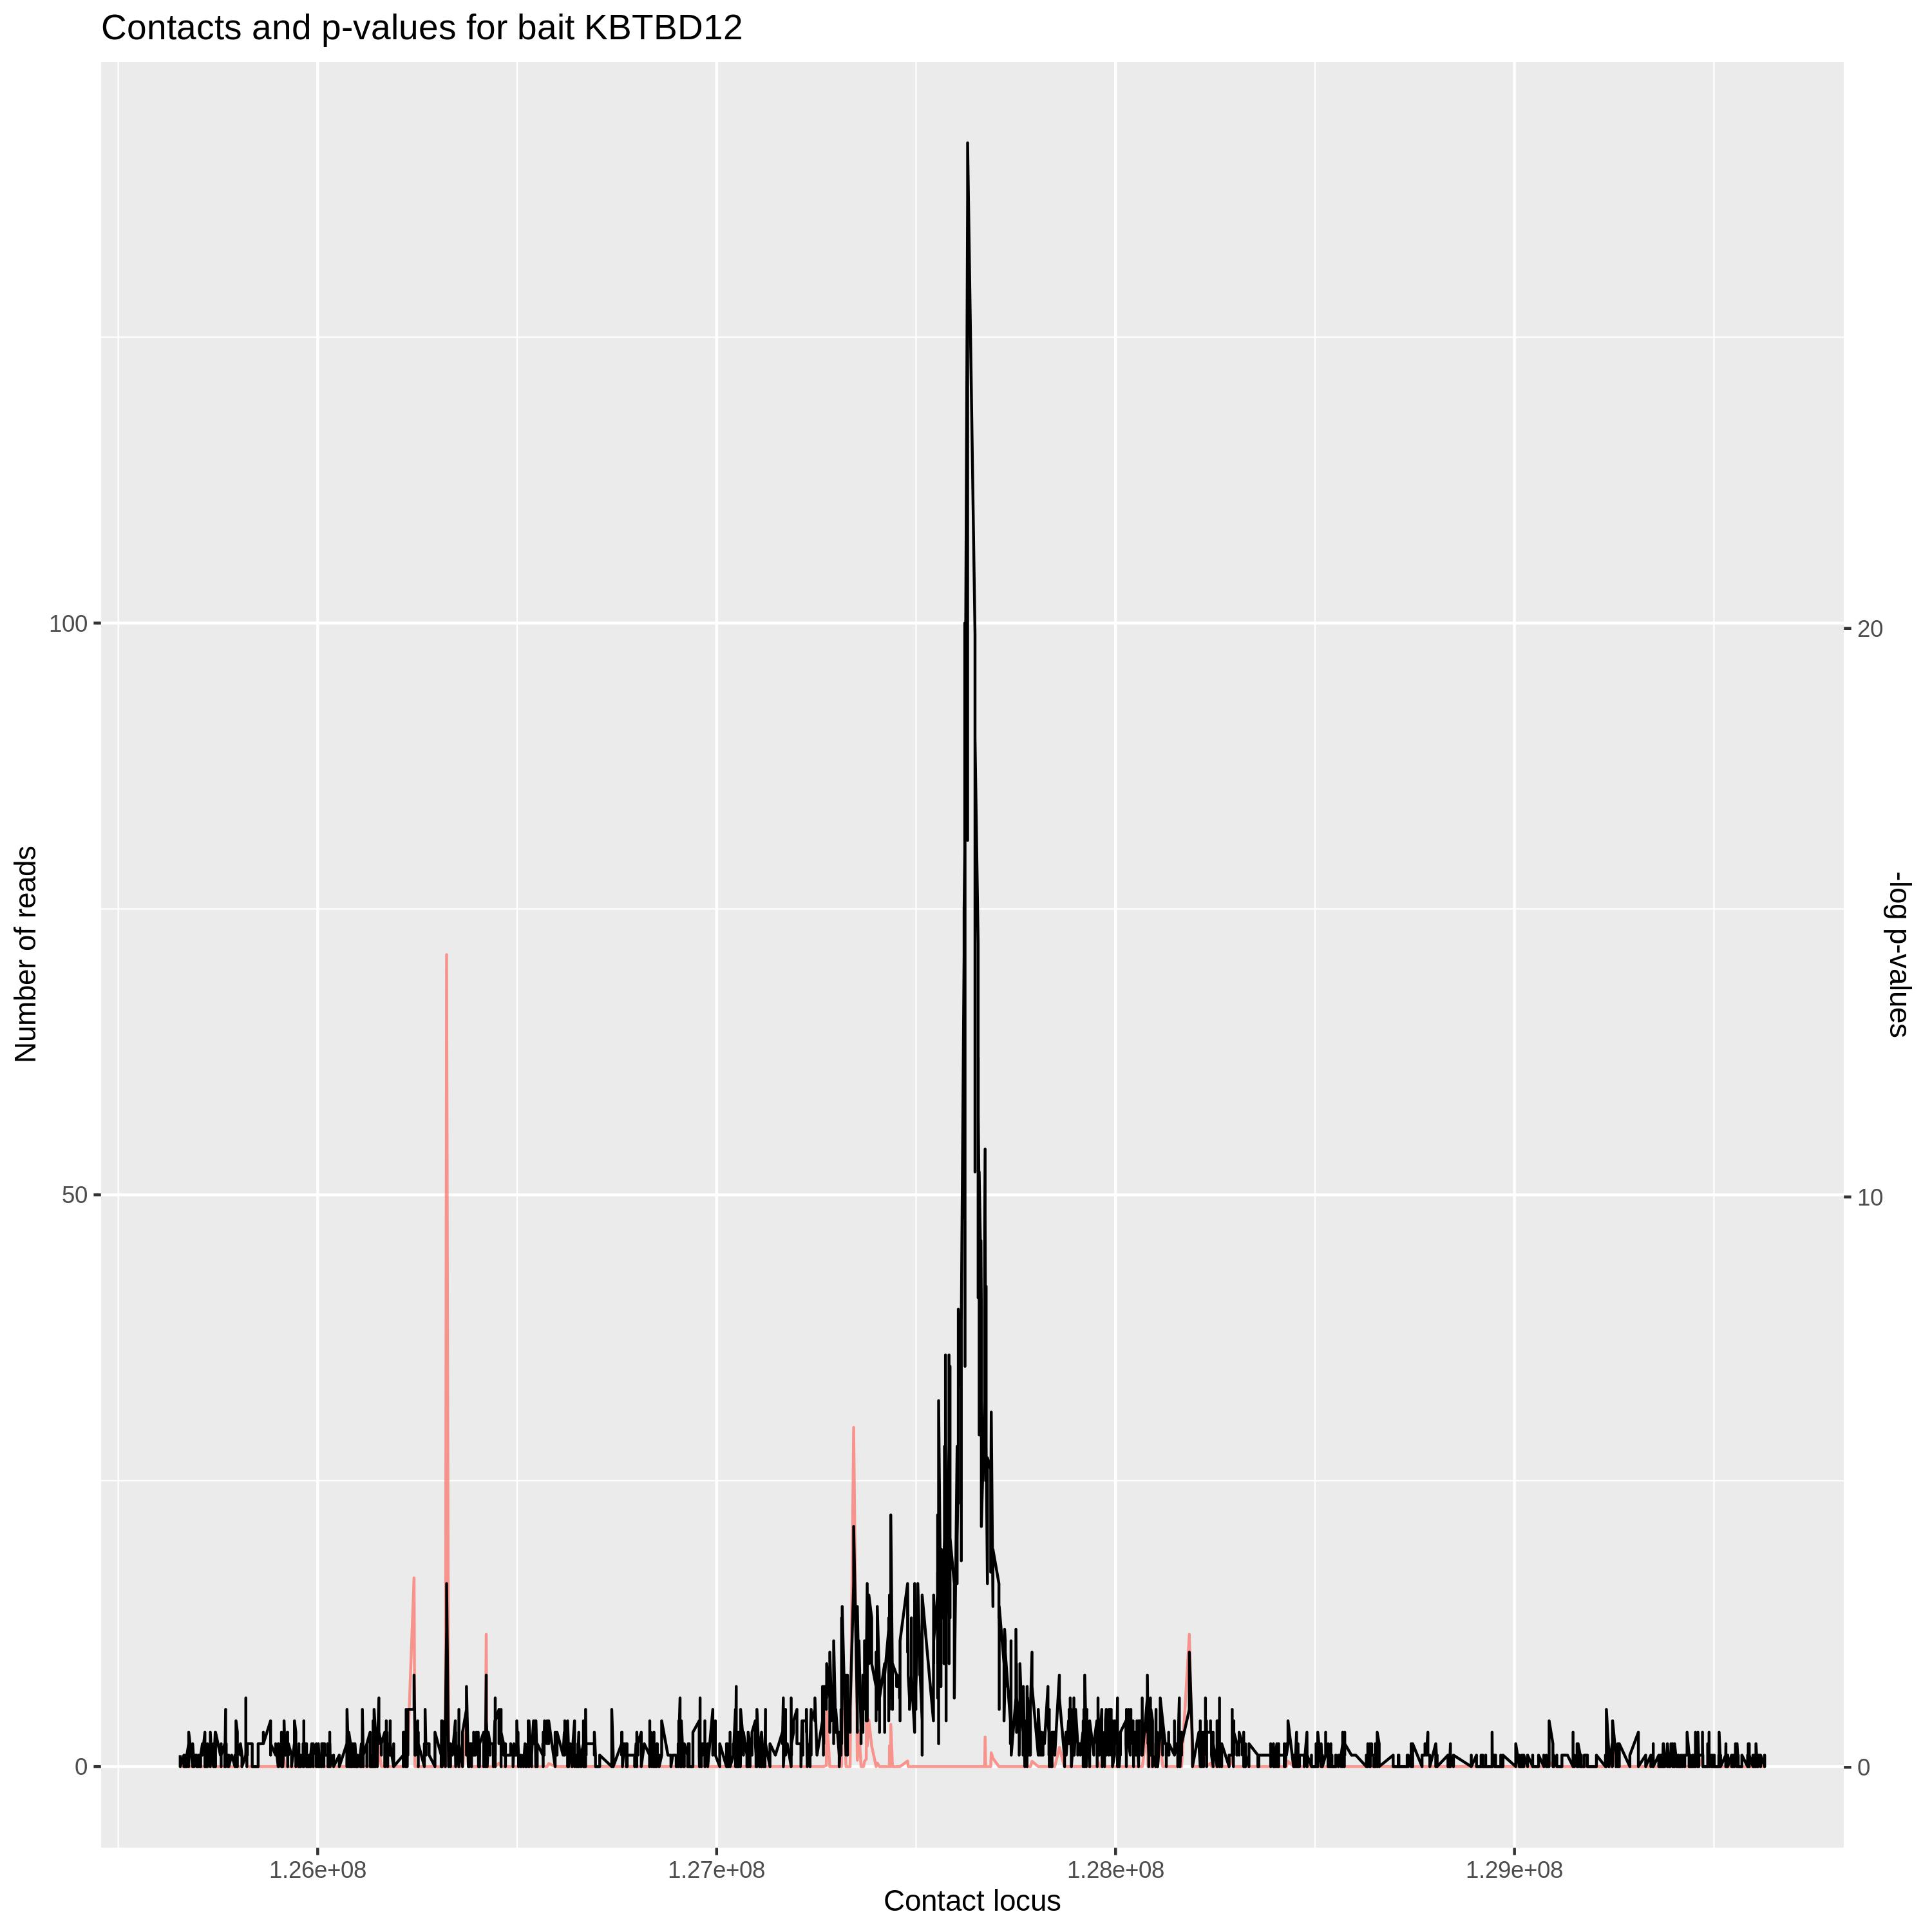 Contacts and p-values for bait KBTBD12
Number of reads
100
50
0
20
10
0
-log p-values
1.26e+08 1.27e+08 1.28e+08 1.29e+08
Contact locus